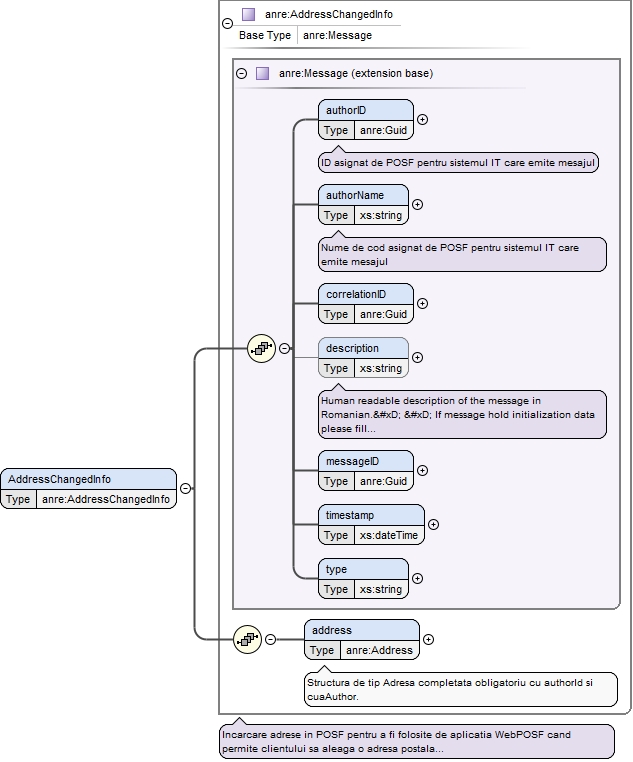 anre:AddressChangedInfo
Base Type anre:Message
anre:Message (extension base)
authorID
Type anre:Guid
ID asignat de POSF pentru sistemul IT care emite mesajul
authorName
Type xs:string
Nume de cod asignat de POSF pentru sistemul IT care
emite mesajul
correlationID
Type anre:Guid
description
Type xs:string
Human readable description of the message in
Romanian.&#xD; &#xD; If message hold initialization data
please fill...
messageID
Type anre:Guid
AddressChangedInfo
Type anre:AddressChangedInfo
timestamp
Type xs:dateTime
type
Type xs:string
address
Type anre:Address
Structura de tip Adresa completata obligatoriu cu authorId si
cuaAuthor.
Incarcare adrese in POSF pentru a fi folosite de aplicatia WebPOSF cand
permite clientului sa aleaga o adresa postala...